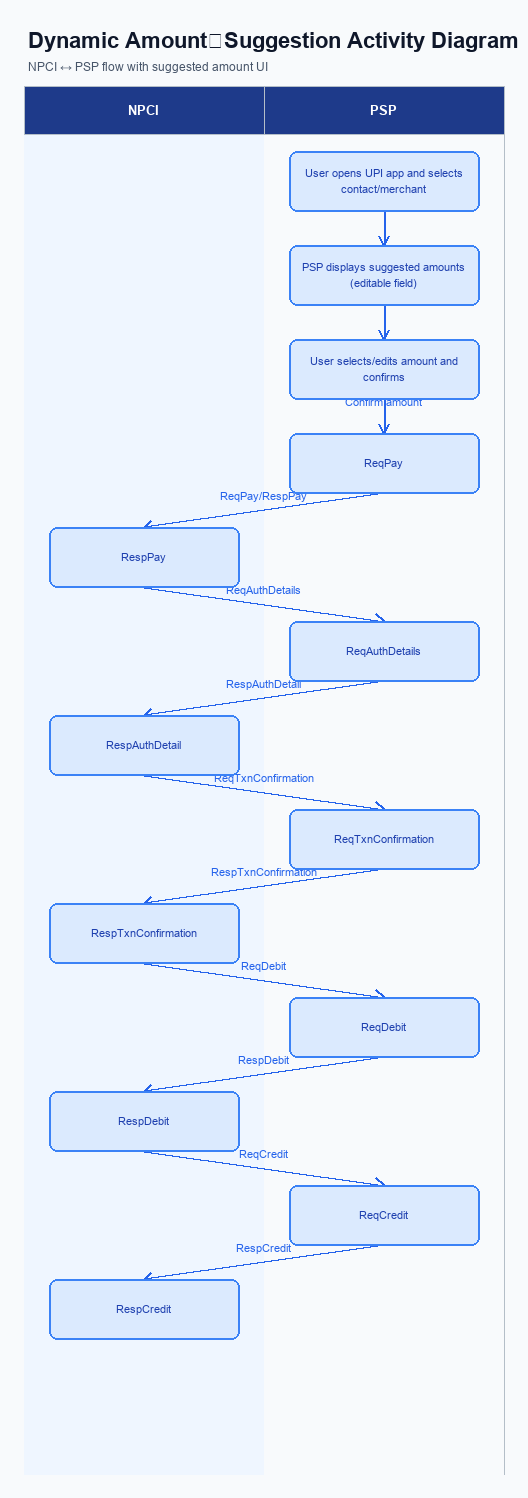 Dynamic Amount□Suggestion Activity Diagram
NPCI ↔ PSP flow with suggested amount UI
NPCI
PSP
User opens UPI app and selects
contact/merchant
PSP displays suggested amounts
(editable field)
User selects/edits amount and
confirms
Confirm amount
ReqPay
ReqPay/RespPay
RespPay
ReqAuthDetails
ReqAuthDetails
RespAuthDetail
RespAuthDetail
ReqTxnConfirmation
ReqTxnConfirmation
RespTxnConfirmation
RespTxnConfirmation
ReqDebit
ReqDebit
RespDebit
RespDebit
ReqCredit
ReqCredit
RespCredit
RespCredit